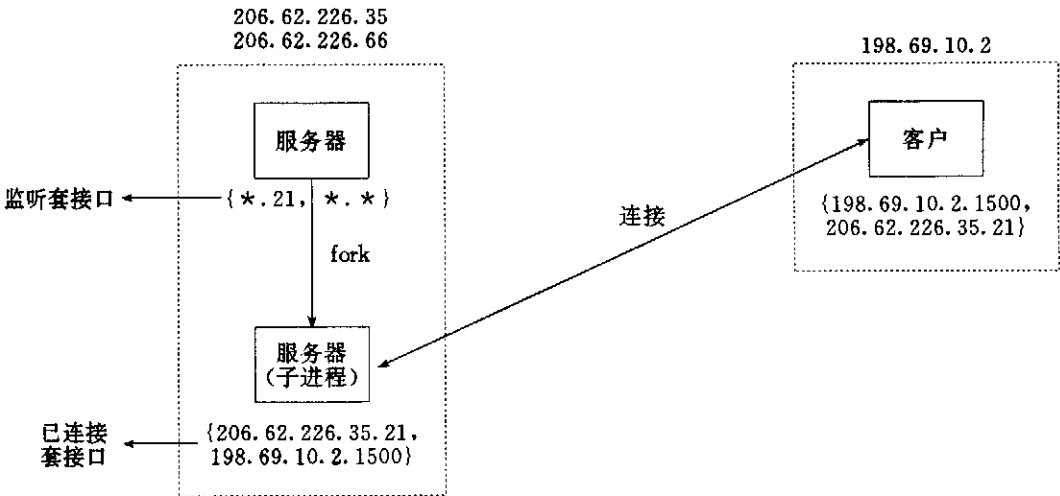 206.62.226.35
206.62.226.66
198.69.10.2
服务器
客户
监听套接口
{*.21, *.*}
{198.69.10.2.1500,
206.62.226.35.21}
连接
fork
服务器
(子进程)
已连接
套接口
{206.62.226.35.21,
198.69.10.2.1500}